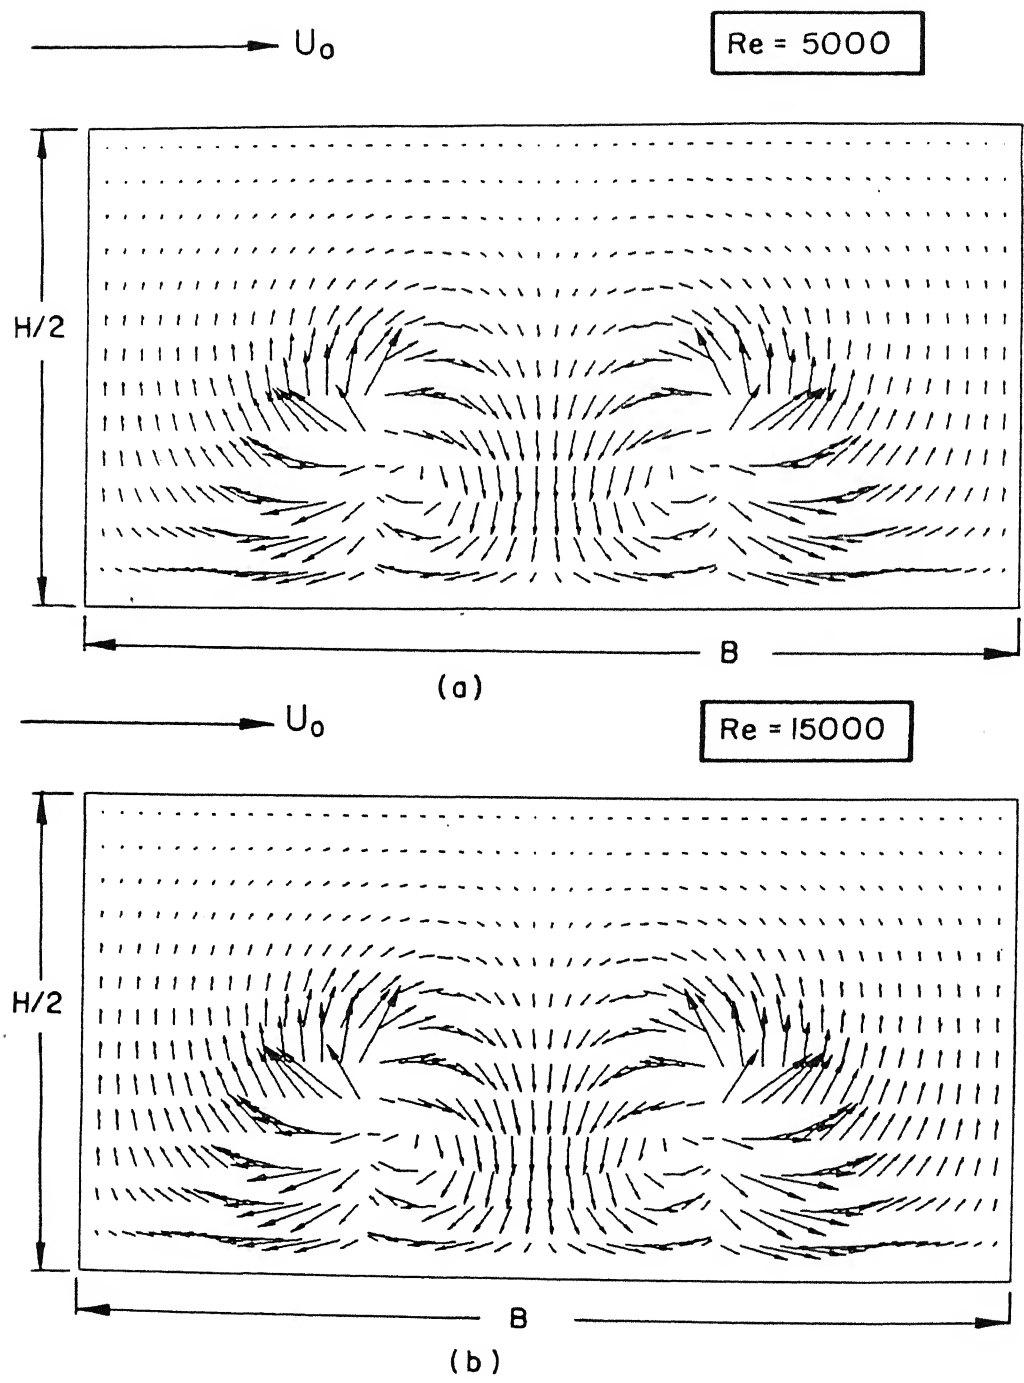 U₀
Re = 5000
H/2
B
(a)
U₀
Re = 15000
H/2
B
(b)